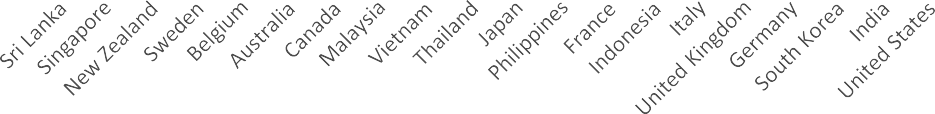 Sri Lanka
Singapore
New Zealand
Sweden
Belgium
Australia
Canada
Malaysia
Vietnam
Thailand
Japan
Philippines
France
Indonesia
Italy
United Kingdom
Germany
South Korea
India
United States